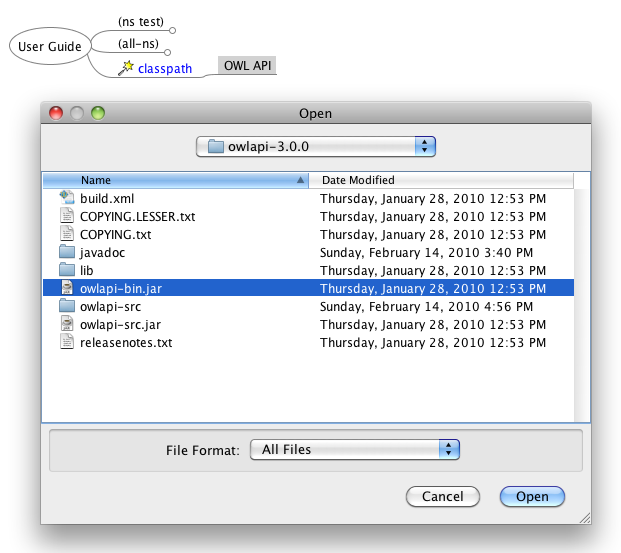 (ns test)
User Guide
(all-ns)
classpath
OWL API
Open
owlapi-3.0.0
Name Date Modified
build.xml Thursday, January 28, 2010 12:53 PM
COPYING.LESSER.txt Thursday, January 28, 2010 12:53 PM
COPYING.txt Thursday, January 28, 2010 12:53 PM
javadoc Sunday, February 14, 2010 3:40 PM
lib Thursday, January 28, 2010 12:53 PM
owlapi-bin.jar Thursday, January 28, 2010 12:53 PM
owlapi-src Sunday, February 14, 2010 4:56 PM
owlapi-src.jar Thursday, January 28, 2010 12:53 PM
releasenotes.txt Thursday, January 28, 2010 12:53 PM
File Format: All Files
Cancel Open